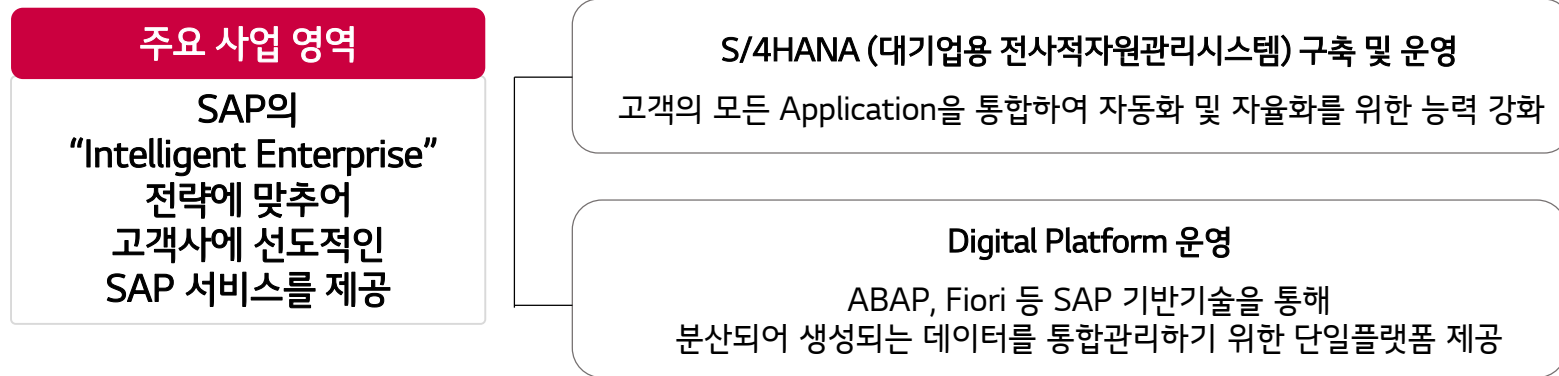 주요 사업 영역
SAP의
“Intelligent Enterprise”
전략에 맞추어
고객사에 선도적인
SAP 서비스를 제공
S/4HANA (대기업용 전사적자원관리시스템) 구축 및 운영
고객의 모든 Application을 통합하여 자동화 및 자율화를 위한 능력 강화
Digital Platform 운영
ABAP, Fiori 등 SAP 기반기술을 통해
분산되어 생성되는 데이터를 통합관리하기 위한 단일플랫폼 제공